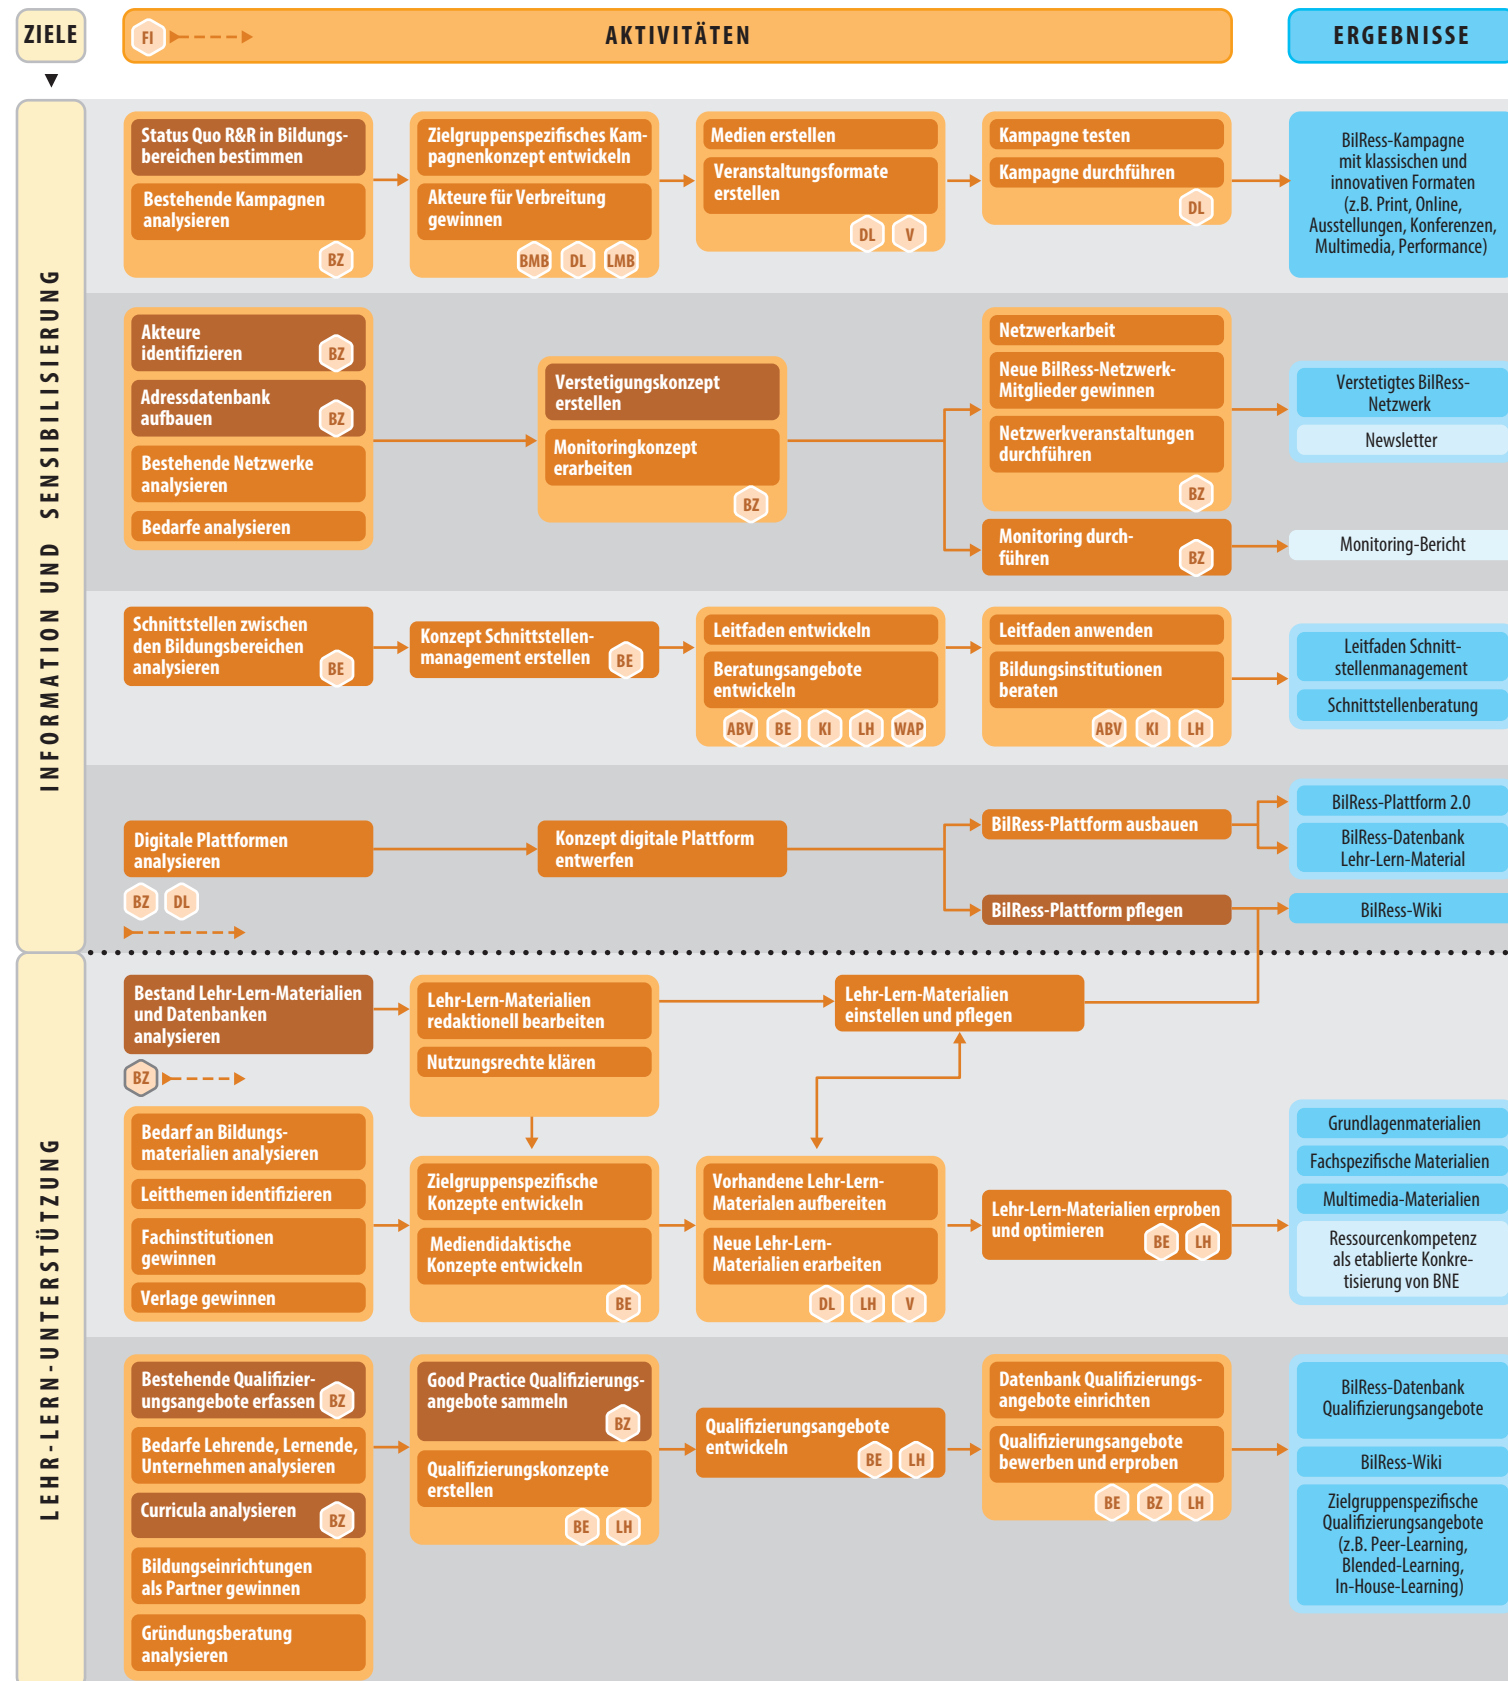 ZIELE
FI
AKTIVITÄTEN
ERGEBNISSE
INFORMATION UND SENSIBILISIERUNG
Status Quo R&R in Bildungs-
bereichen bestimmen
Bestehende Kampagnen
analysieren
BZ
Zielgruppenspezifisches Kam-
pagnenkonzept entwickeln
Akteure für Verbreitung
gewinnen
BMB
DL
LMB
Medien erstellen
Veranstaltungsformate
erstellen
DL
V
Kampagne testen
Kampagne durchführen
DL
BilRess-Kampagne
mit klassischen und
innovativen Formaten
(z.B. Print, Online,
Ausstellungen, Konferenzen,
Multimedia, Performance)
Akteure
identifizieren
BZ
Adressdatenbank
aufbauen
BZ
Bestehende Netzwerke
analysieren
Bedarfe analysieren
Verstetigungskonzept
erstellen
Monitoringkonzept
erarbeiten
BZ
Netzwerkarbeit
Neue BilRess-Netzwerk-
Mitglieder gewinnen
Netzwerkveranstaltungen
durchführen
BZ
Monitoring durch-
führen
BZ
Verstetigtes BilRess-
Netzwerk
Newsletter
Monitoring-Bericht
Schnittstellen zwischen
den Bildungsbereichen
analysieren
BE
Konzept Schnittstellen-
management erstellen
BE
Leitfaden entwickeln
Beratungsangebote
entwickeln
ABV
BE
KI
LH
WAP
Leitfaden anwenden
Bildungsinstitutionen
beraten
ABV
KI
LH
Leitfaden Schnitt-
stellenmanagement
Schnittstellenberatung
Digitale Plattformen
analysieren
BZ
DL
Konzept digitale Plattform
entwerfen
BilRess-Plattform ausbauen
BilRess-Plattform pflegen
BilRess-Plattform 2.0
BilRess-Datenbank
Lehr-Lern-Material
BilRess-Wiki
LEHR-LERN-UNTERSTÜTZUNG
Bestand Lehr-Lern-Materialien
und Datenbanken
analysieren
BZ
Lehr-Lern-Materialien
redaktionell bearbeiten
Nutzungsrechte klären
Lehr-Lern-Materialien
einstellen und pflegen
Bedarf an Bildungs-
materialien analysieren
Leitthemen identifizieren
Fachinstitutionen
gewinnen
Verlage gewinnen
Zielgruppenspezifische
Konzepte entwickeln
Mediendidaktische
Konzepte entwickeln
BE
Vorhandene Lehr-Lern-
Materialen aufbereiten
Neue Lehr-Lern-
Materialien erarbeiten
DL
LH
V
Lehr-Lern-Materialien erproben
und optimieren
BE
LH
Grundlagenmaterialien
Fachspezifische Materialien
Multimedia-Materialien
Ressourcenkompetenz
als etablierte Konkre-
tisierung von BNE
Bestehende Qualifizier-
ungsangebote erfassen
BZ
Bedarfe Lehrende, Lernende,
Unternehmen analysieren
Curricula analysieren
BZ
Bildungseinrichtungen
als Partner gewinnen
Gründungsberatung
analysieren
Good Practice Qualifizierungs-
angebote sammeln
BZ
Qualifizierungskonzepte
erstellen
BE
LH
Qualifizierungsangebote
entwickeln
BE
LH
Datenbank Qualifizierungs-
angebote einrichten
Qualifizierungsangebote
bewerben und erproben
BE
BZ
LH
BilRess-Datenbank
Qualifizierungsangebote
BilRess-Wiki
Zielgruppenspezifische
Qualifizierungsangebote
(z.B. Peer-Learning,
Blended-Learning,
In-House-Learning)